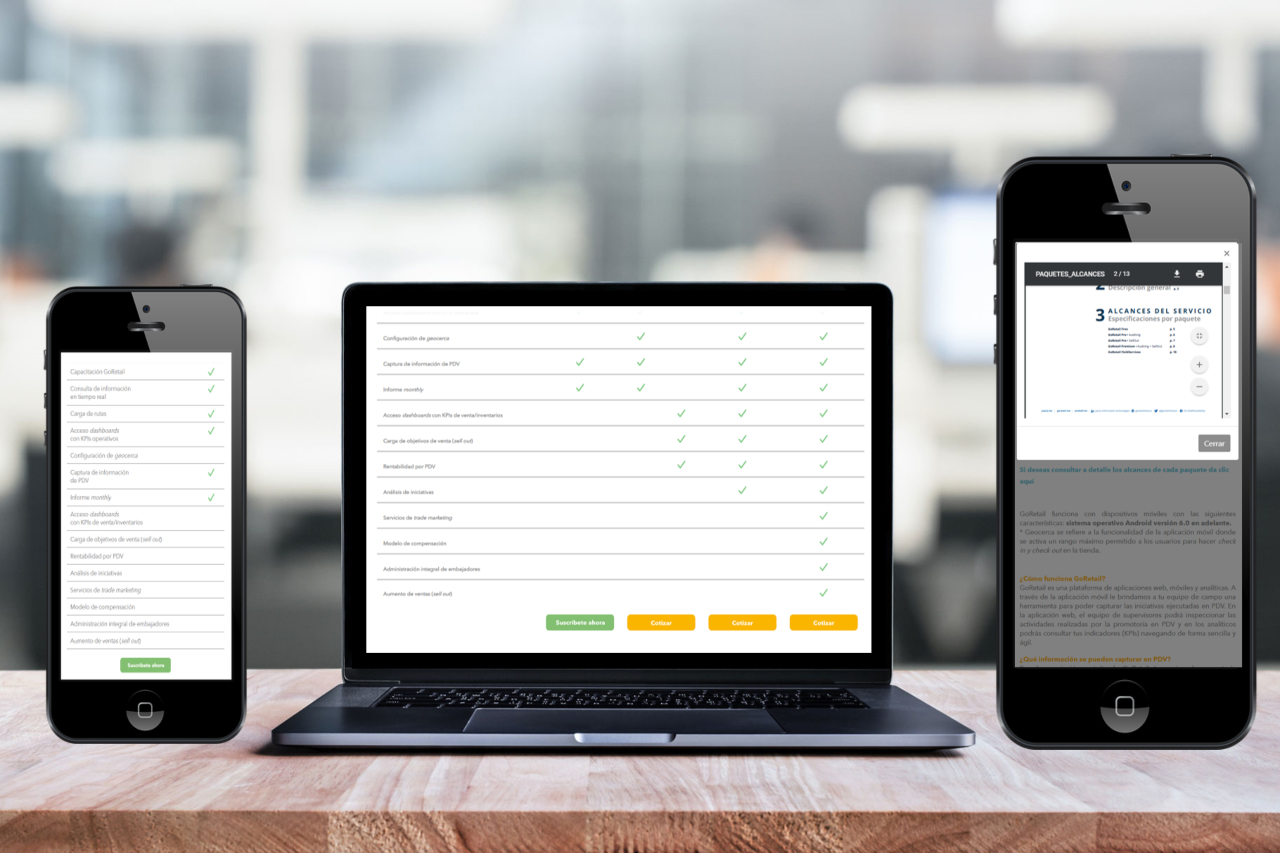 Capacitación GoRetail
Consulta de información
en tiempo real
Carga de rutas
Acceso dashboards
con KPIs operativos
Configuración de geocerca
Captura de información
de PDV
Informe monthly
Acceso dashboards
con KPIs de venta/inventarios
Carga de objetivos de venta (sell out)
Rentabilidad por PDV
Análisis de iniciativas
Servicios de trade marketing
Modelo de compensación
Administración integral de embajadores
Aumento de ventas (sell out)
Suscríbete ahora
Configuración de geocerca
Captura de información de PDV
Informe monthly
Acceso dashboards con KPIs de venta/inventarios
Carga de objetivos de venta (sell out)
Rentabilidad por PDV
Análisis de iniciativas
Servicios de trade marketing
Modelo de compensación
Administración integral de embajadores
Aumento de ventas (sell out)
Suscríbete ahora Cotizar Cotizar Cotizar
PAQUETES_ALCANCES 2 / 13
2 Descripción general
3 ALCANCES DEL SERVICIO
Especificaciones por paquete
Cerrar
Si deseas consultar a detalle los alcances de cada paquete da clic
aquí
GoRetail funciona con dispositivos móviles con las siguientes
características: sistema operativo Android versión 6.0 en adelante.
* Geocerca se refiere a la funcionalidad de la aplicación móvil donde
se activa un rango máximo permitido a los usuarios para hacer check
in y check out en la tienda.
¿Cómo funciona GoRetail?
GoRetail es una plataforma de aplicaciones web, móviles y analíticas. A
través de la aplicación móvil le brindamos a tu equipo de campo una
herramienta para poder capturar las iniciativas ejecutadas en PDV. En
la aplicación web, el equipo de supervisores podrá inspeccionar las
actividades realizadas por la promotoría en PDV y en los analíticos
podrás consultar tus indicadores (KPIs) navegando de forma sencilla y
ágil.
¿Qué información se pueden capturar en PDV?